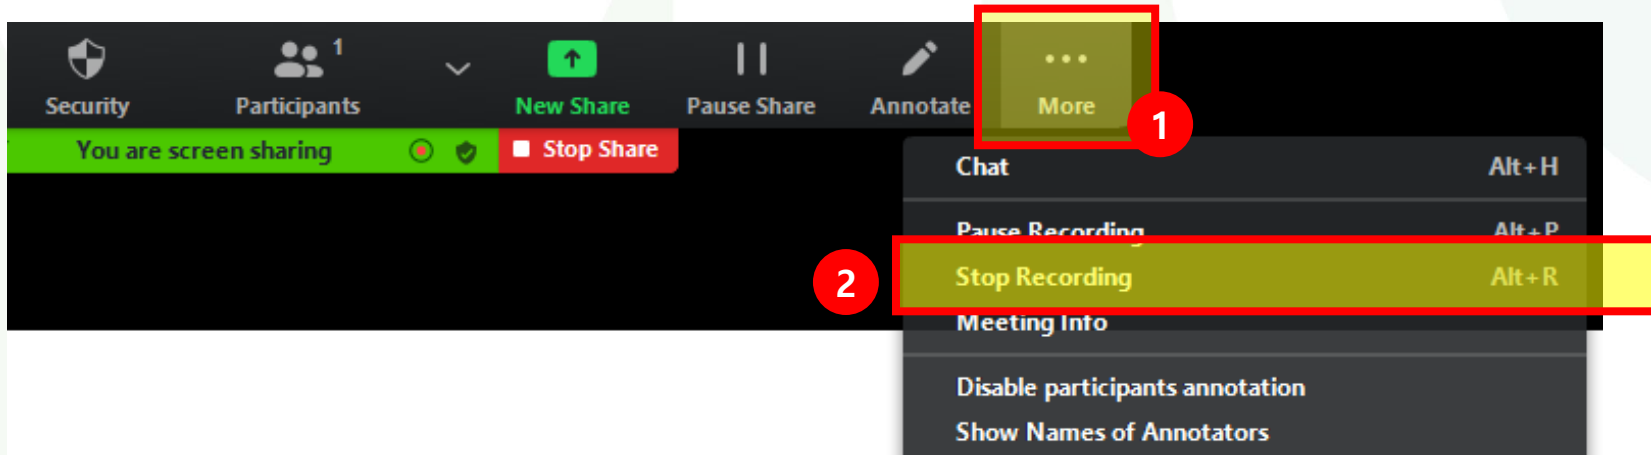 1
Security Participants New Share Pause Share Annotate More
1
You are screen sharing Stop Share
Chat Alt+H
Pause Recording Alt+P
2
Stop Recording Alt+R
Meeting Info
Disable participants annotation
Show Names of Annotators